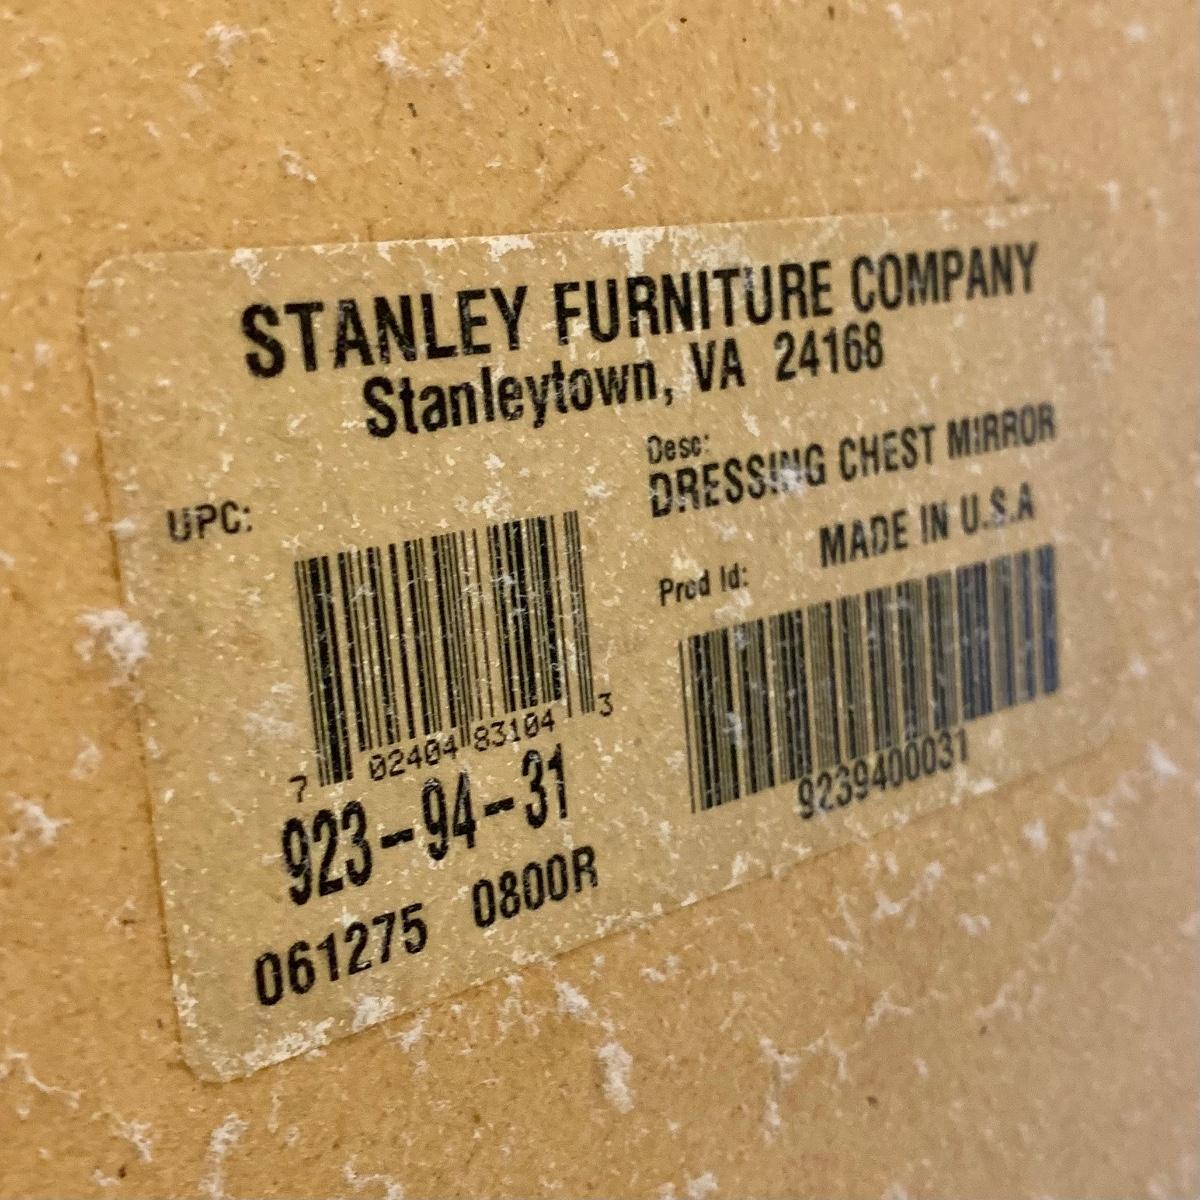 STANLEY FURNITURE COMPANY
Stanleytown, VA 24168
Desc:
DRESSING CHEST MIRROR
MADE IN U.S.A
UPC:
7 02404 83104 3
Prod Id:
9239400031
923-94-31
061275 0800R